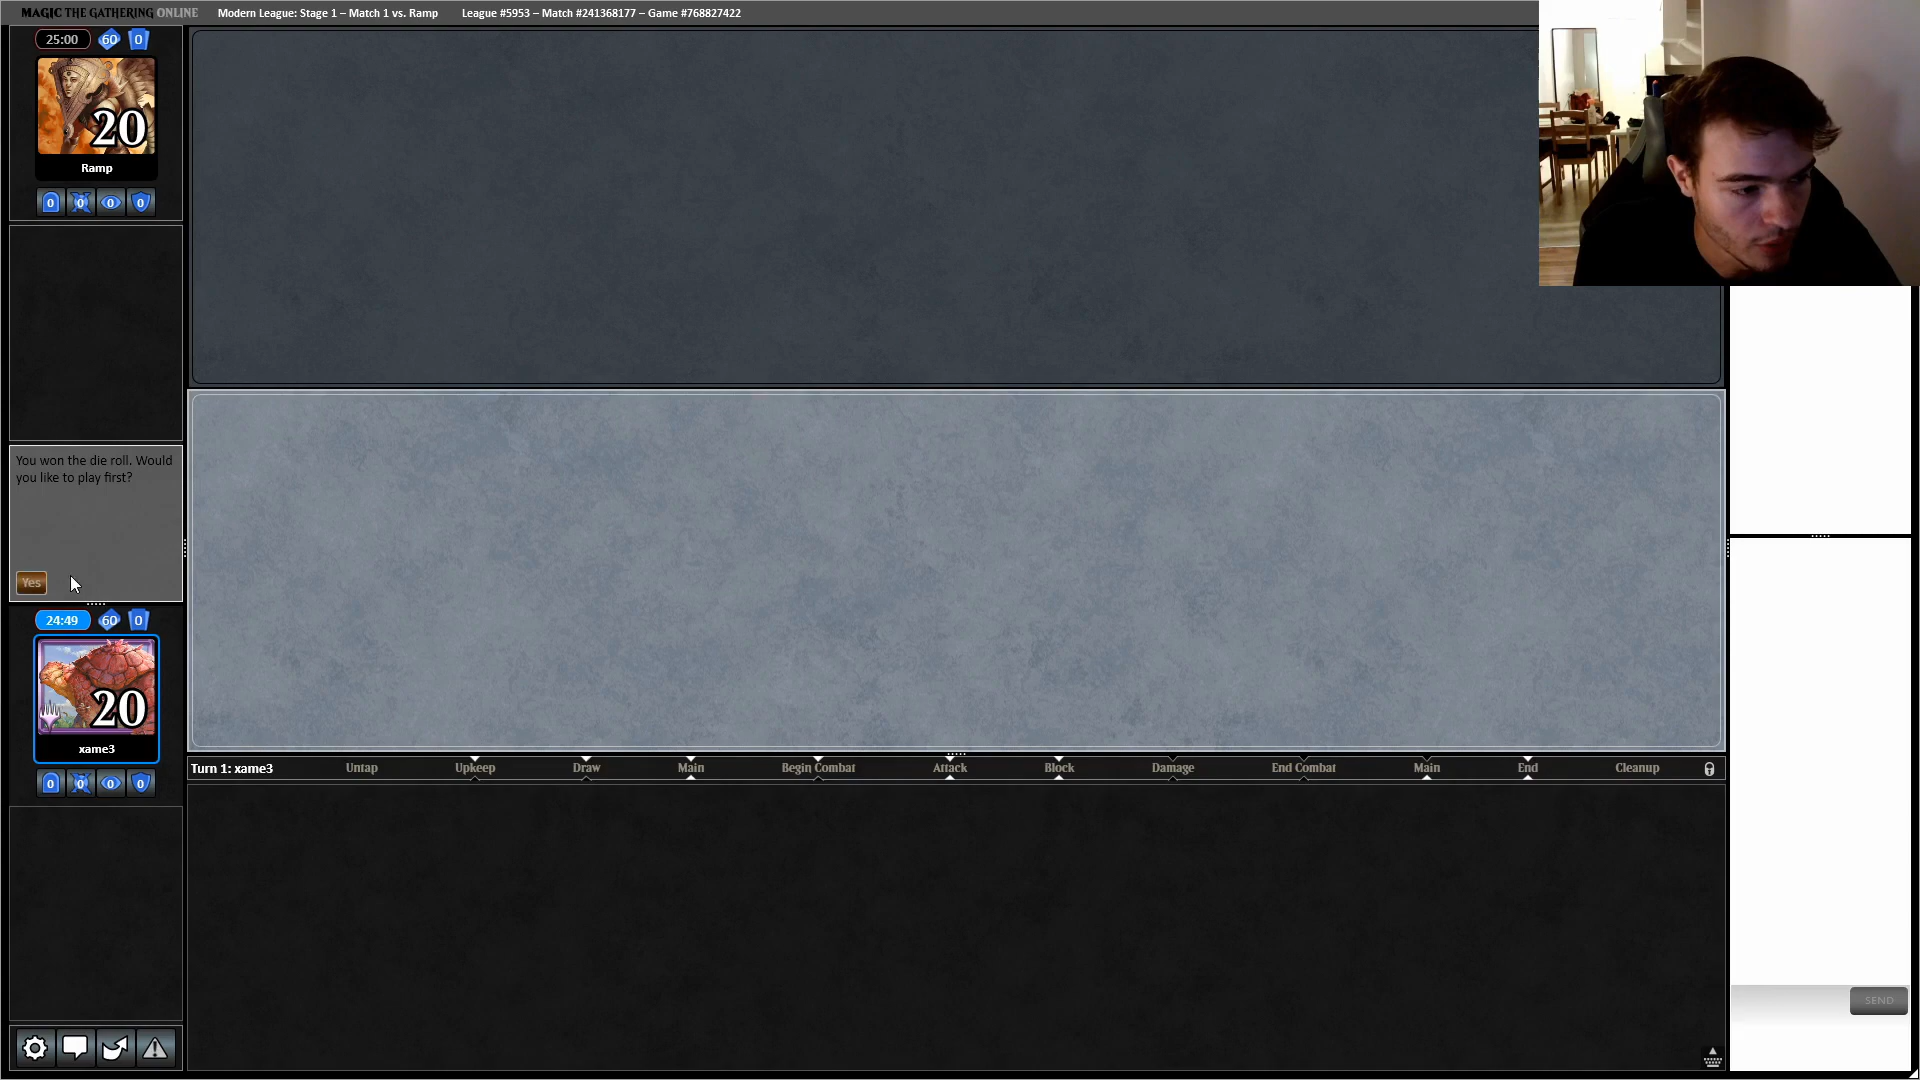 MAGIC THE GATHERING ONLINE
Modern League: Stage 1 – Match 1 vs. Ramp
League #5953 – Match #241368177 – Game #768827422
25:00
60
0
20
Ramp
0
0
0
0
You won the die roll. Would
you like to play first?
Yes
24:49
60
0
20
xame3
0
0
0
0
Turn 1: xame3
Untap
Upkeep
Draw
Main
Begin Combat
Attack
Block
Damage
End Combat
Main
End
Cleanup
SEND